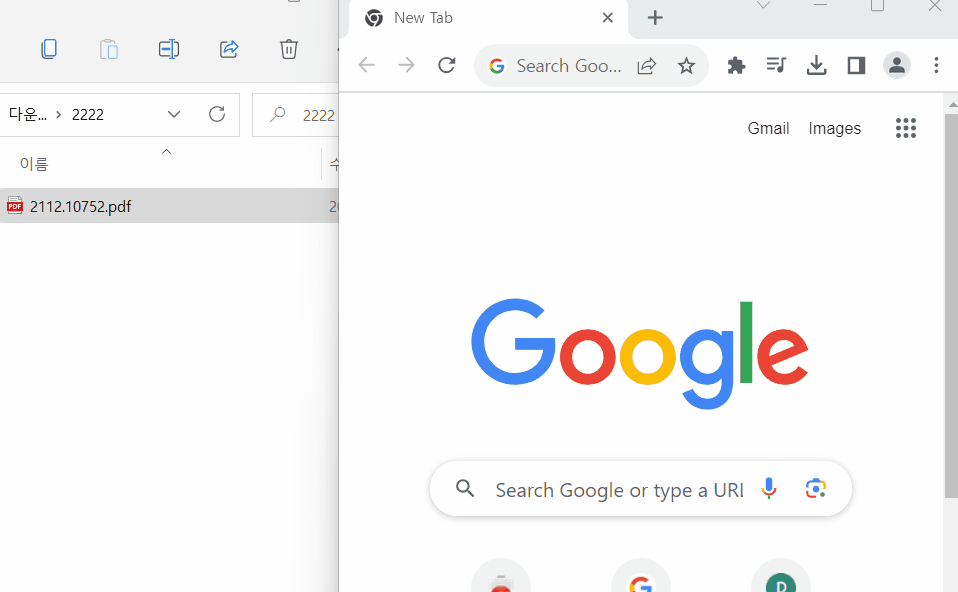 다운... > 2222
2222
이름
수
2112.10752.pdf
20
New Tab
Search Goo...
Gmail
Images
Google
Search Google or type a URL
D